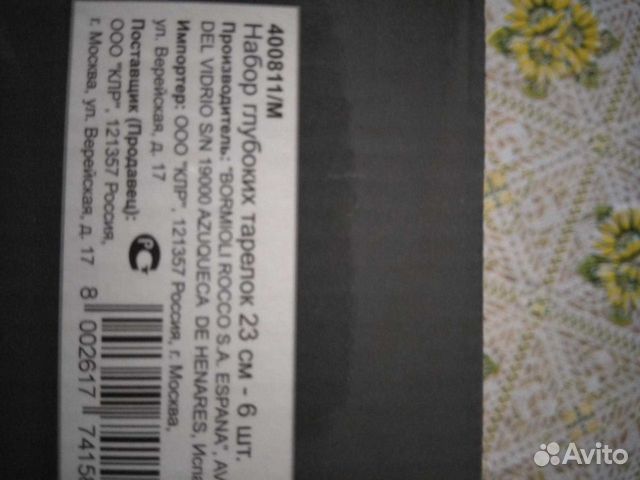 400811/М
Набор глубоких тарелок 23 см - 6 шт.
Производитель: "BORMIOLI ROCCO S.A. ESPANA", AV
DEL VIDRIO S/N 19000 AZUQUECA DE HENARES, Испа
Импортер: ООО "КПР", 121357 Россия, г. Москва,
ул. Верейская, д. 17
Поставщик (Продавец):
ООО "КПР", 121357 Россия,
г. Москва, ул. Верейская, д. 17
8 002617 7415
Avito